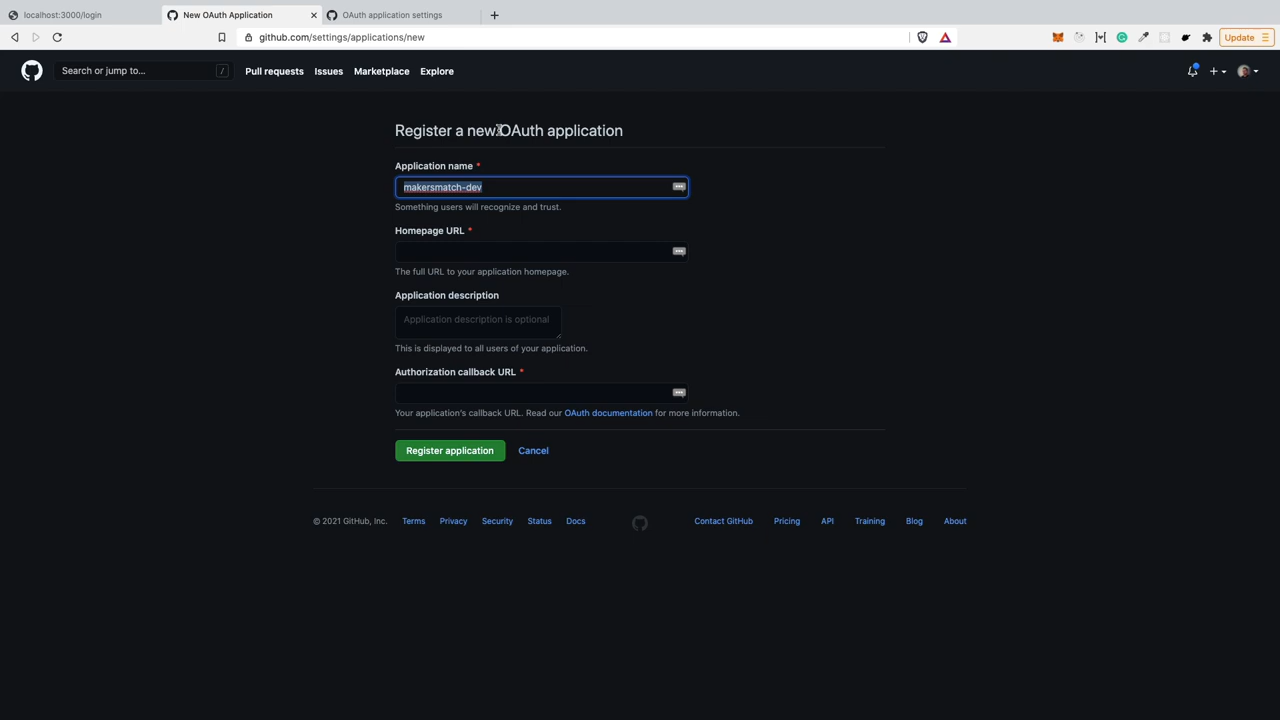 localhost:3000/login
New OAuth Application
OAuth application settings
github.com/settings/applications/new
Update
Search or jump to...
/
Pull requests
Issues
Marketplace
Explore
Register a new OAuth application
Application name *
makersmatch-dev
Something users will recognize and trust.
Homepage URL *
The full URL to your application homepage.
Application description
Application description is optional
This is displayed to all users of your application.
Authorization callback URL *
Your application's callback URL. Read our OAuth documentation for more information.
Register application
Cancel
© 2021 GitHub, Inc.
Terms
Privacy
Security
Status
Docs
Contact GitHub
Pricing
API
Training
Blog
About